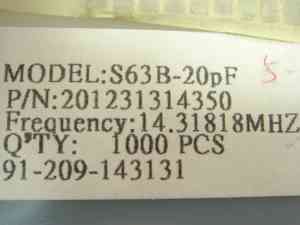 MODEL:S63B-20pF
P/N:201231314350
Frequency:14.31818MHZ
Q'TY: 1000 PCS
91-209-143131